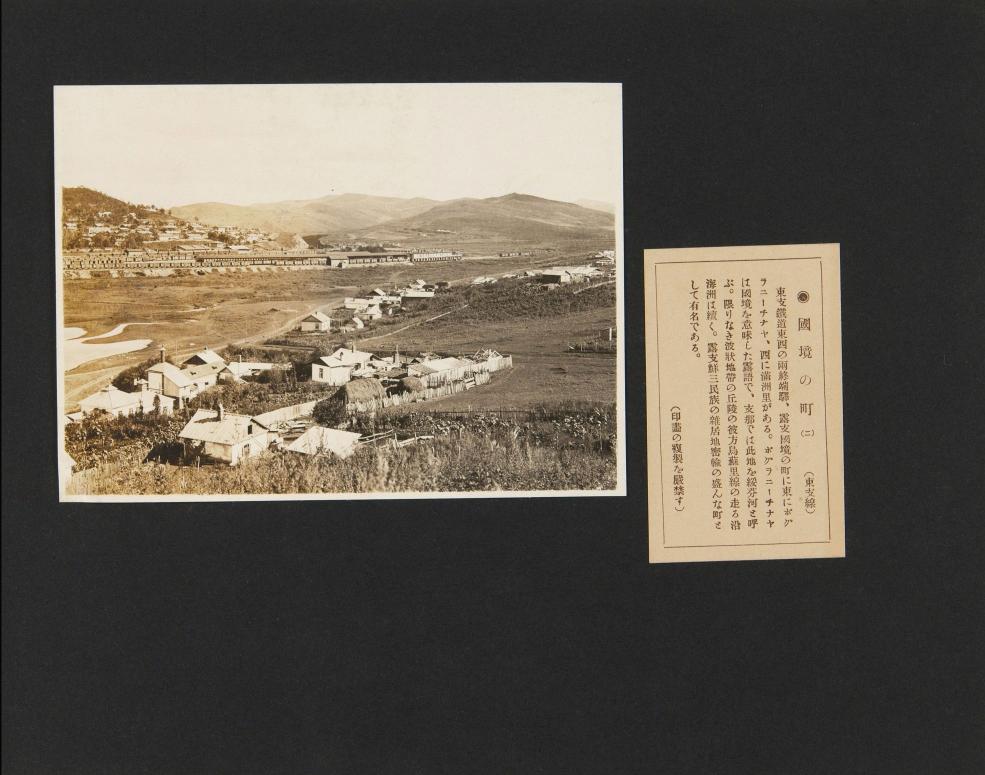 ◉國境の町(二)
(東支線)
東支鐵道東西の兩終端驛、露支國境の町に東にポグ
ラニーチナヤ、西に滿洲里がある。ポグラニーチナヤ
は國境を意味した露語で、支那では此地を綏芬河と呼
ぶ。限りなき波狀地帶の丘陵の彼方烏蘇里線の走る沿
海洲は續く。露支鮮三民族の雜居地密輸の盛んな町と
して有名である。
(印畫の複製を嚴禁す)